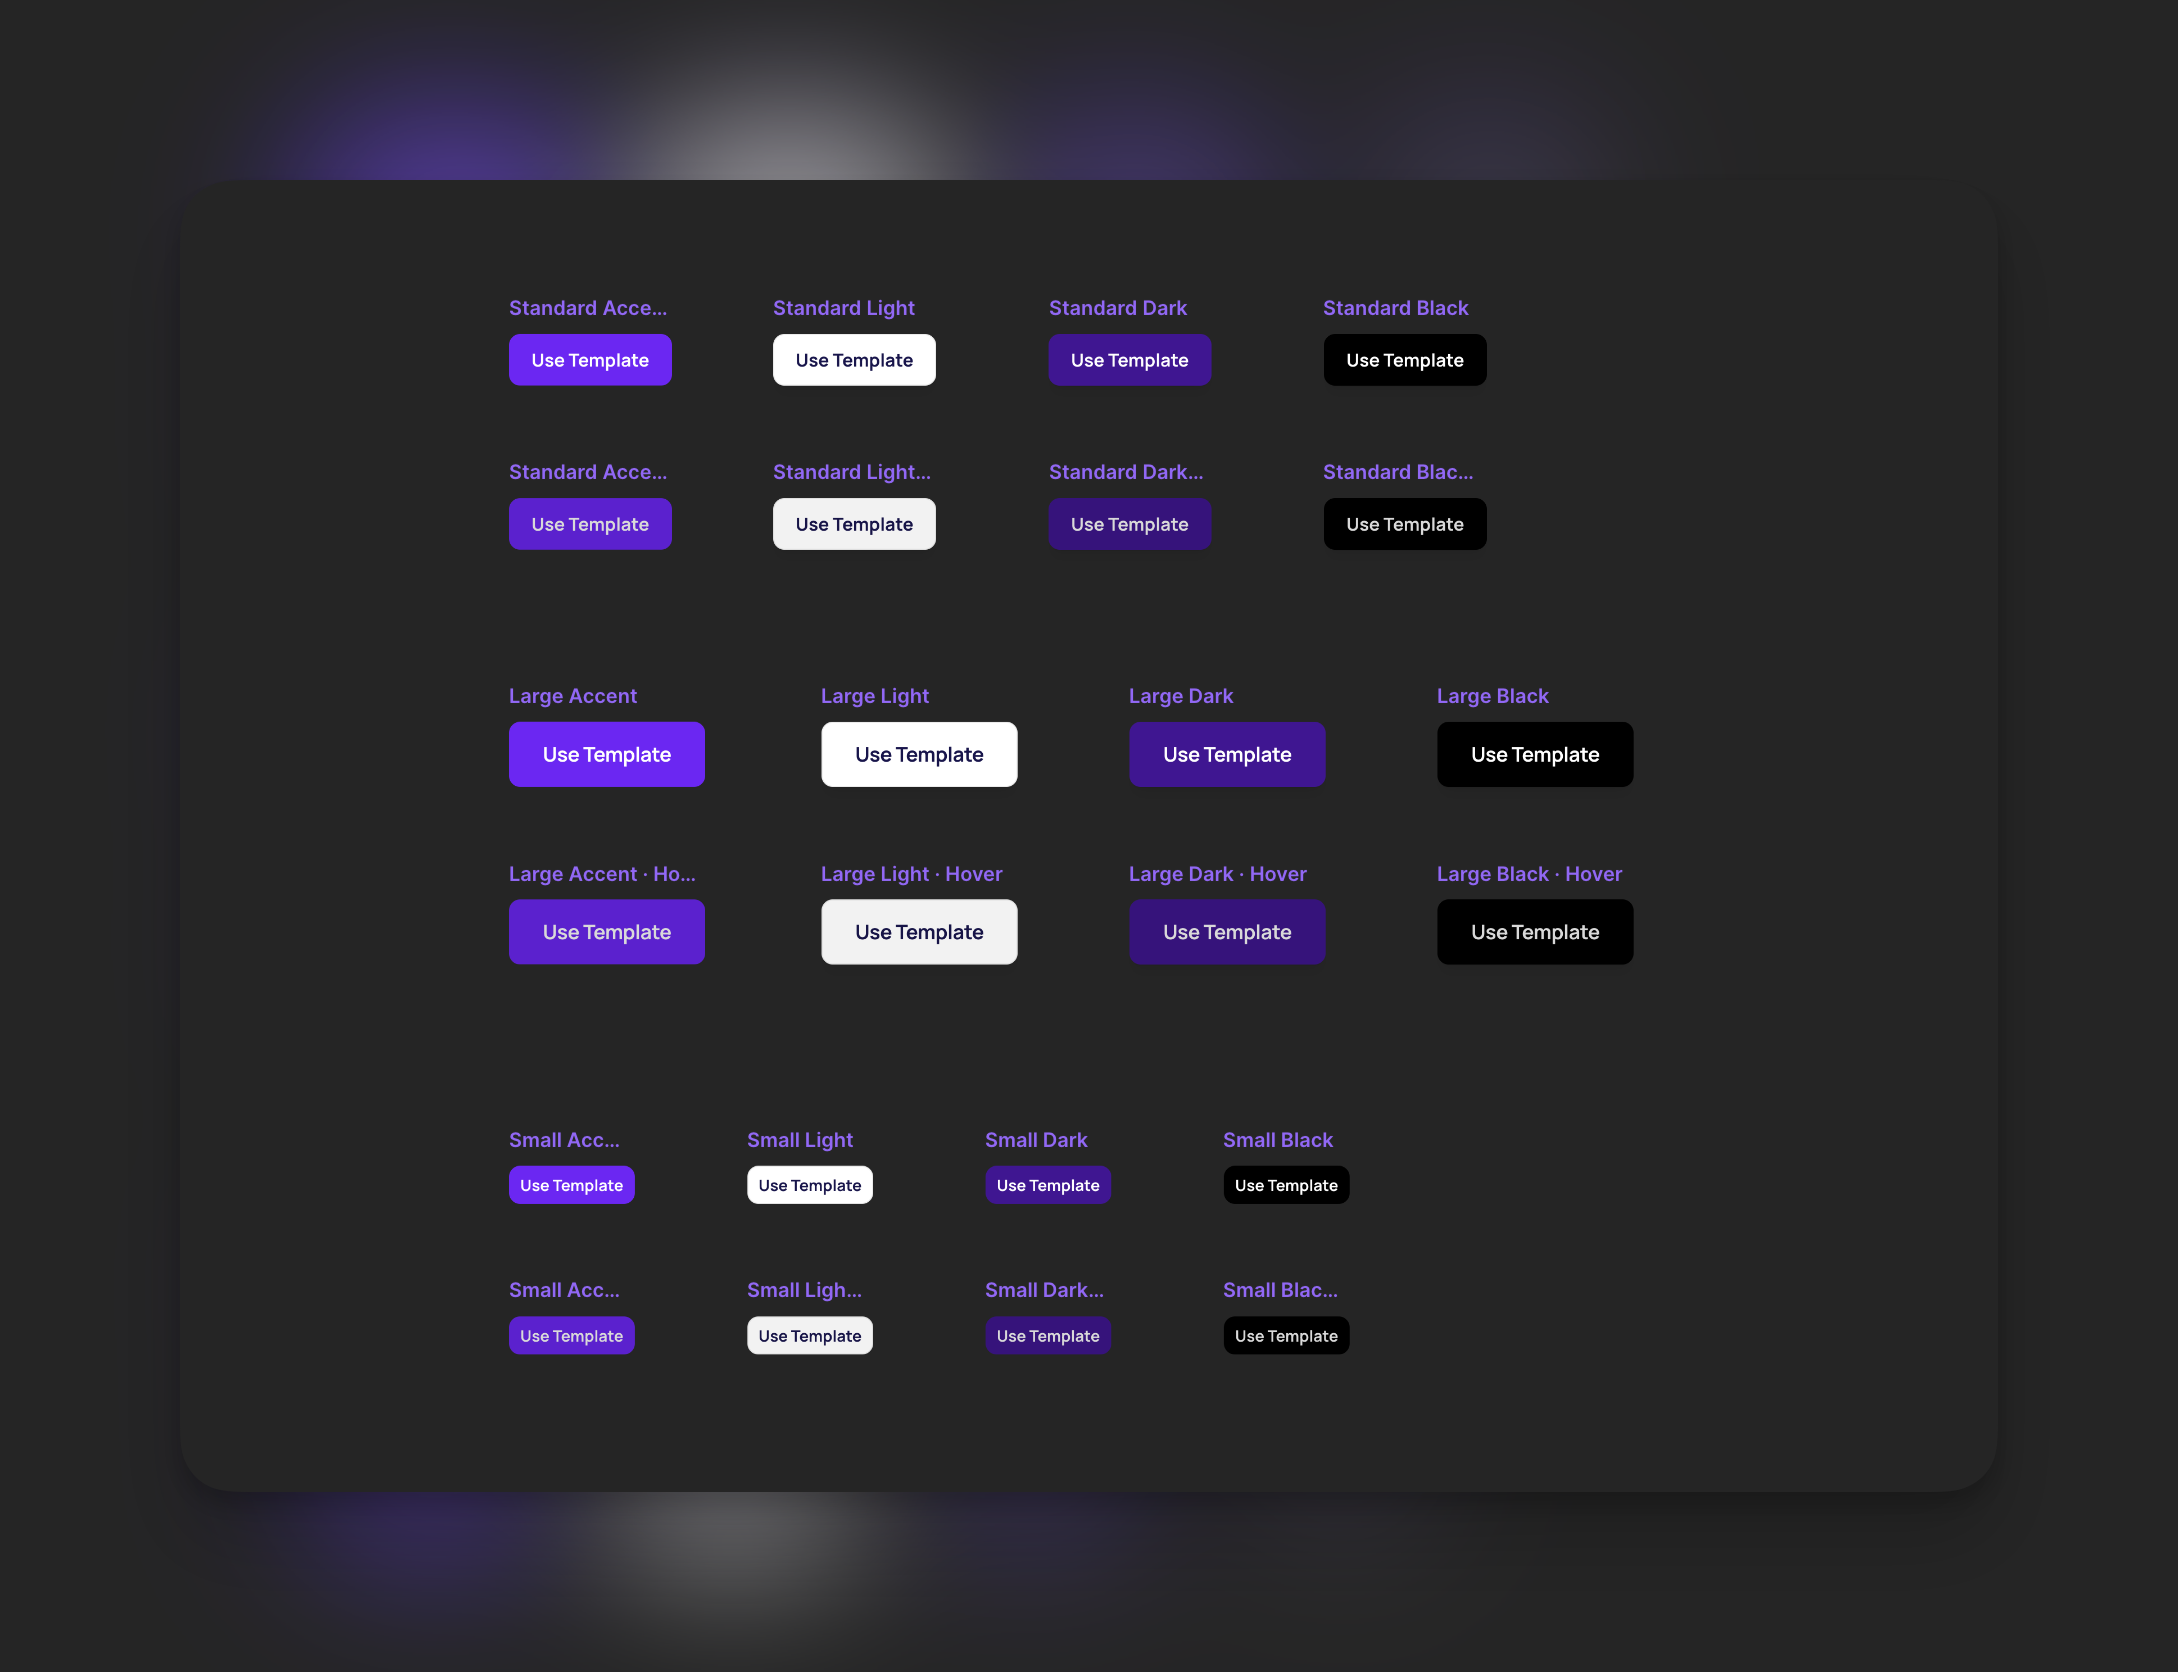 Standard Acce...
Standard Light
Standard Dark
Standard Black
Use Template
Use Template
Use Template
Use Template
Standard Acce...
Standard Light...
Standard Dark...
Standard Blac...
Use Template
Use Template
Use Template
Use Template
Large Accent
Large Light
Large Dark
Large Black
Use Template
Use Template
Use Template
Use Template
Large Accent · Ho...
Large Light · Hover
Large Dark · Hover
Large Black · Hover
Use Template
Use Template
Use Template
Use Template
Small Acc...
Small Light
Small Dark
Small Black
Use Template
Use Template
Use Template
Use Template
Small Acc...
Small Ligh...
Small Dark...
Small Blac...
Use Template
Use Template
Use Template
Use Template